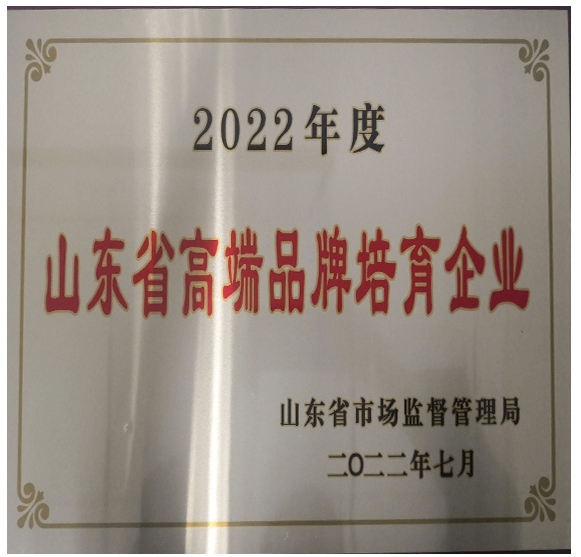 2022年度
山东省高端品牌培育企业
山东省市场监督管理局
二〇二二年七月